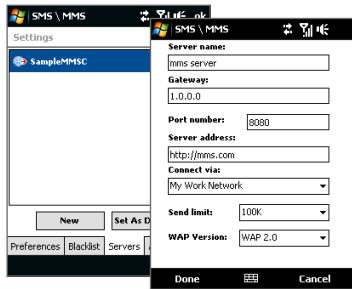 SMS \ MMS
ok
Settings
SampleMMSC
New
Set As D
Preferences Blacklist Servers
SMS \ MMS
Server name:
mms server
Gateway:
1.0.0.0
Port number: 8080
Server address:
http://mms.com
Connect via:
My Work Network
Send limit: 100K
WAP Version: WAP 2.0
Done Cancel